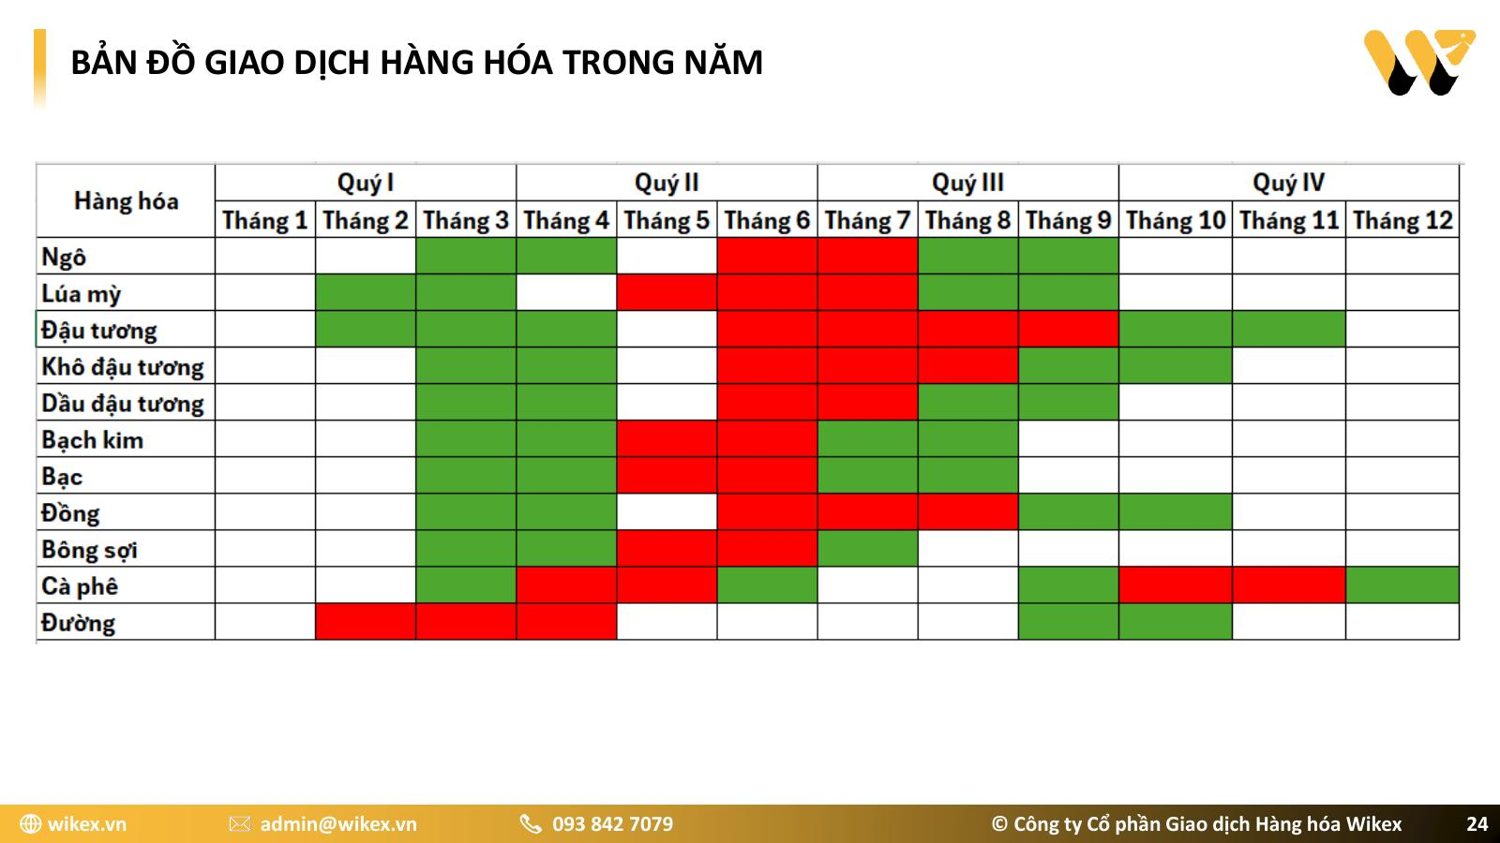 BẢN ĐỒ GIAO DỊCH HÀNG HÓA TRONG NĂM
Hàng hóa Quý I Quý II Quý III Quý IV
Tháng 1 Tháng 2 Tháng 3 Tháng 4 Tháng 5 Tháng 6 Tháng 7 Tháng 8 Tháng 9 Tháng 10 Tháng 11 Tháng 12
Ngô
Lúa mỳ
Đậu tương
Khô đậu tương
Dầu đậu tương
Bạch kim
Bạc
Đồng
Bông sợi
Cà phê
Đường
wikex.vn admin@wikex.vn 093 842 7079 © Công ty Cổ phần Giao dịch Hàng hóa Wikex 24